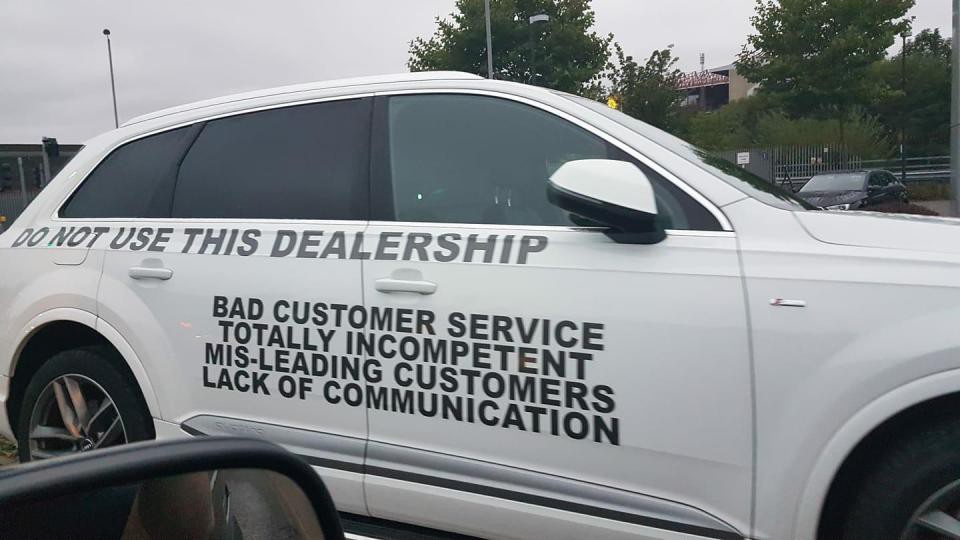 DO NOT USE THIS DEALERSHIP
BAD CUSTOMER SERVICE
TOTALLY INCOMPETENT
MIS-LEADING CUSTOMERS
LACK OF COMMUNICATION